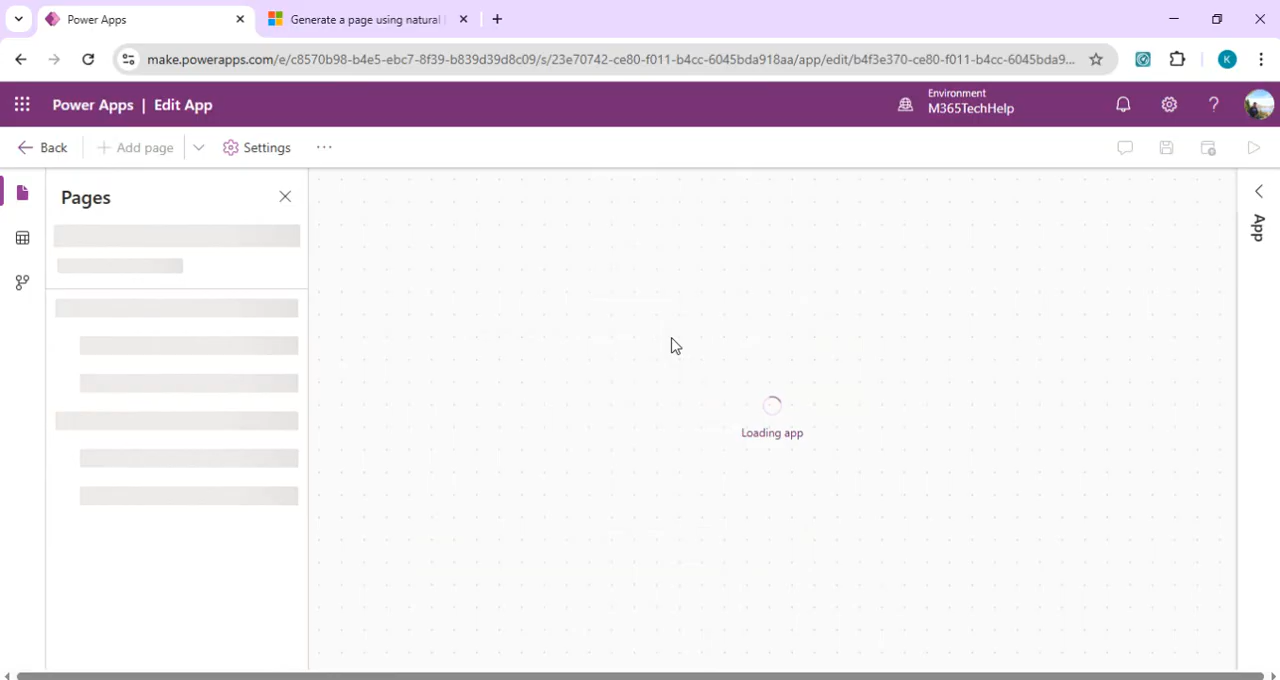 Power Apps
Generate a page using natural
make.powerapps.com/e/c8570b98-b4e5-ebc7-8f39-b839d39d8c09/s/23e70742-ce80-f011-b4cc-6045bda918aa/app/edit/b4f3e370-ce80-f011-b4cc-6045bda9...
K
Power Apps | Edit App
Environment
M365TechHelp
Back
Add page
Settings
Pages
App
Loading app